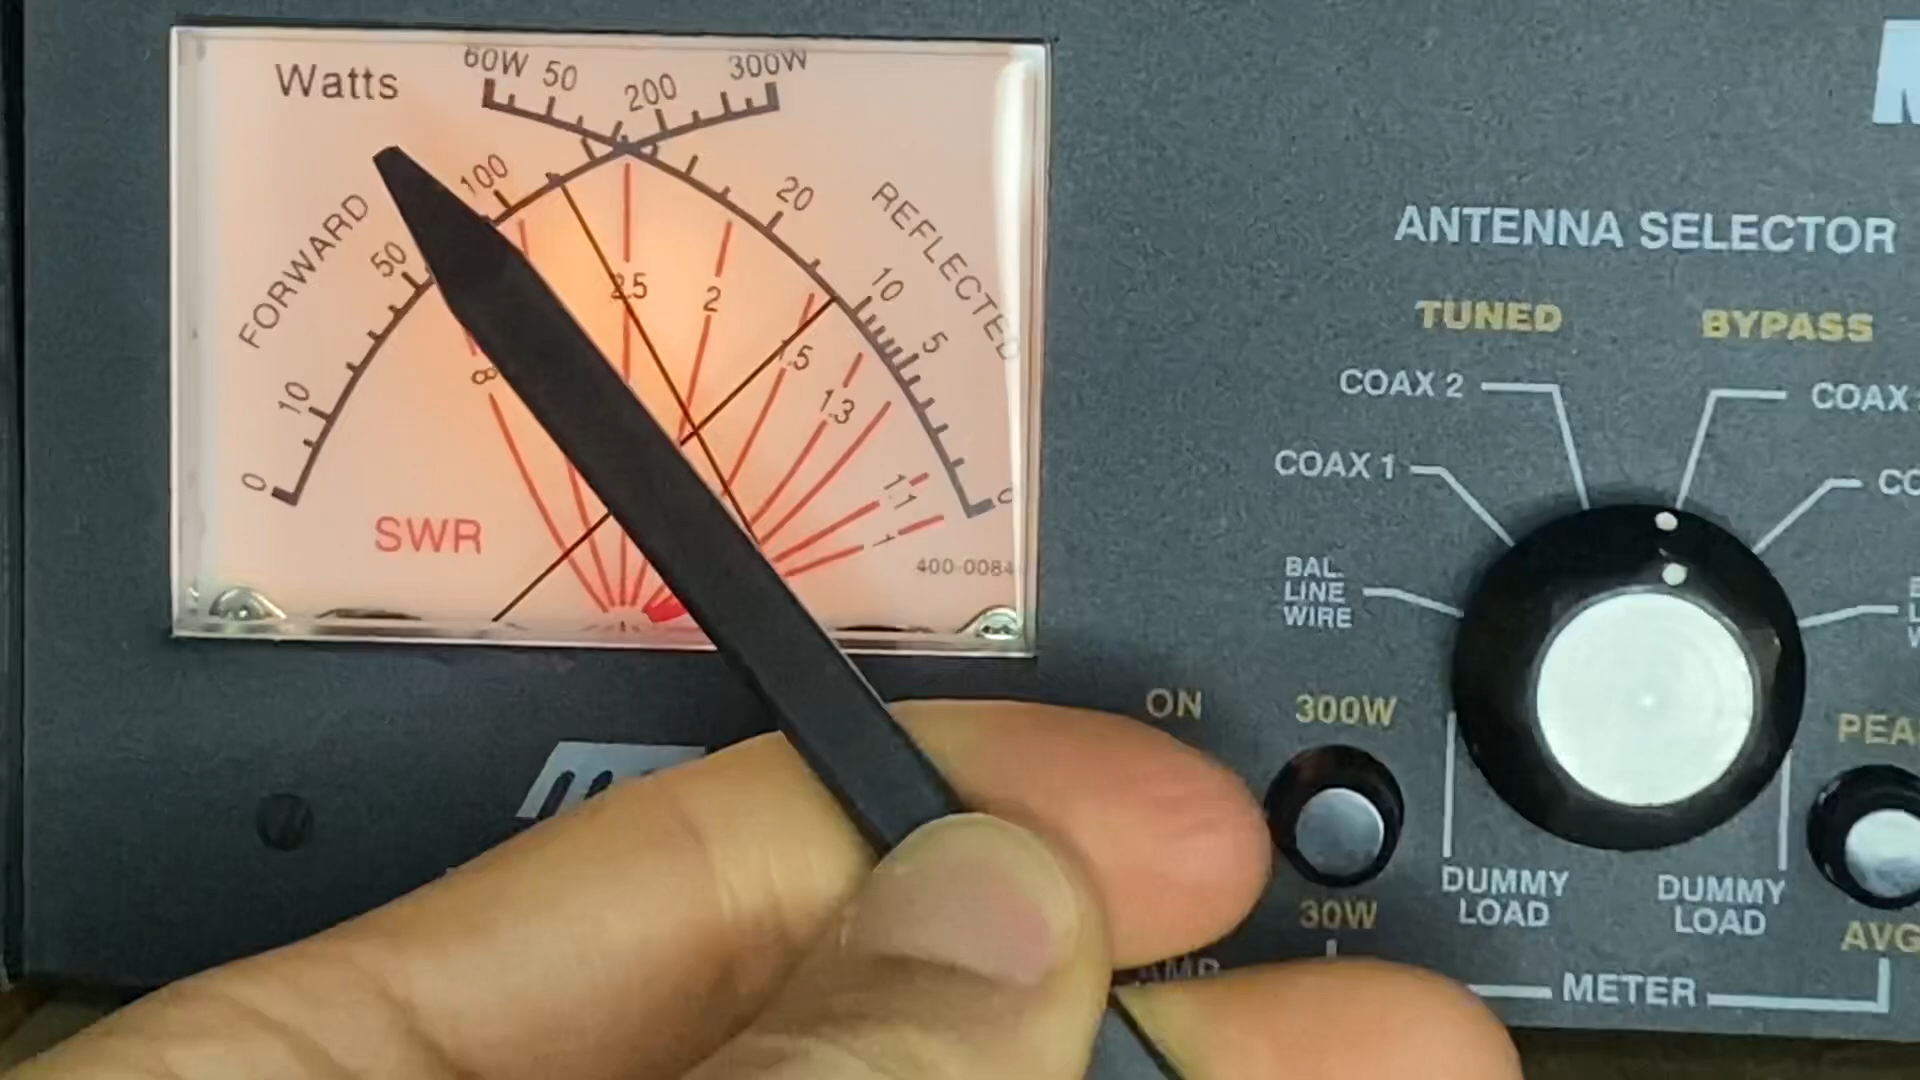 Watts
60W 50 200 300W
100
20
50
10
10
5
0
FORWARD
REFLECTED
2.5
2
1.5
1.3
1.1
1
8
SWR
400-0084
ANTENNA SELECTOR
TUNED
BYPASS
COAX 2
COAX
COAX 1
BAL.
LINE
WIRE
ON
300W
30W
DUMMY
LOAD
DUMMY
LOAD
AVG
METER